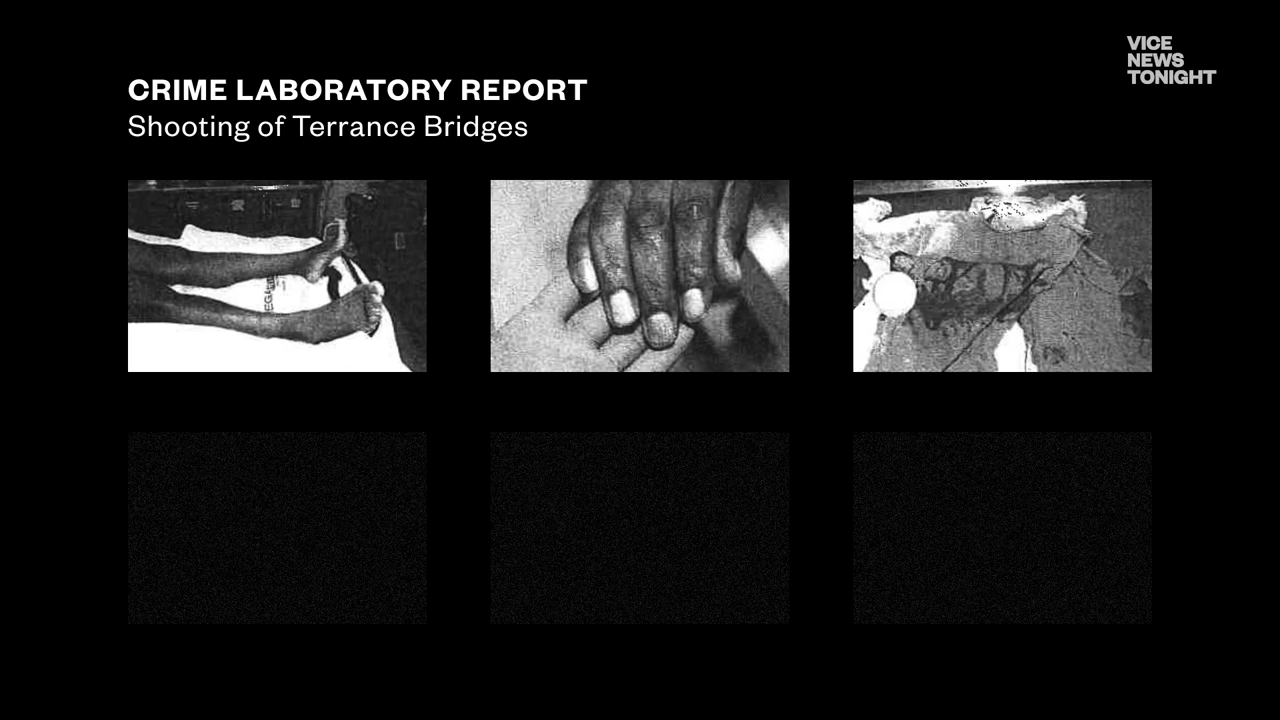 VICE
NEWS
TONIGHT
CRIME LABORATORY REPORT
Shooting of Terrance Bridges